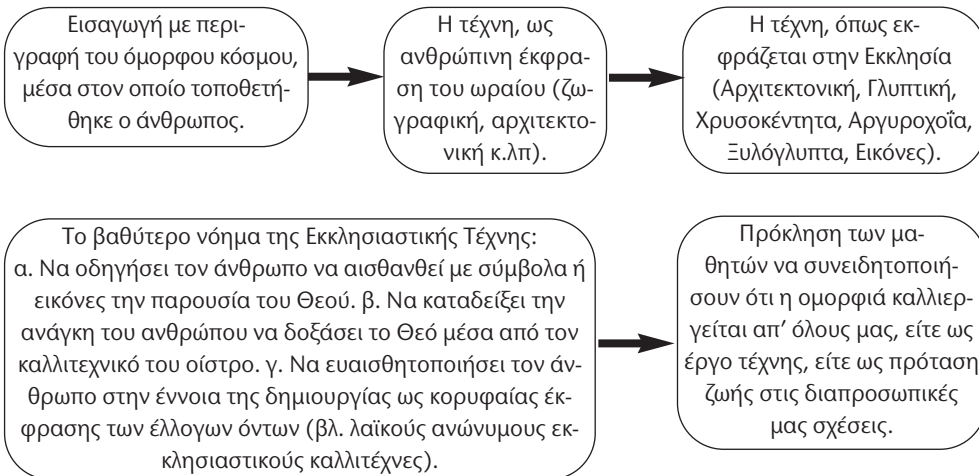 Εισαγωγή με περι-
γραφή του όμορφου κόσμου,
μέσα στον οποίο τοποθετή-
θηκε ο άνθρωπος.
Η τέχνη, ως
ανθρώπινη έκφρα-
ση του ωραίου (ζω-
γραφική, αρχιτεκτο-
νική κ.λπ).
Η τέχνη, όπως εκ-
φράζεται στην Εκκλησία
(Αρχιτεκτονική, Γλυπτική,
Χρυσοκέντητα, Αργυροχοΐα,
Ξυλόγλυπτα, Εικόνες).
Το βαθύτερο νόημα της Εκκλησιαστικής Τέχνης:
α. Να οδηγήσει τον άνθρωπο να αισθανθεί με σύμβολα ή
εικόνες την παρουσία του Θεού. β. Να καταδείξει την
ανάγκη του ανθρώπου να δοξάσει το Θεό μέσα από τον
καλλιτεχνικό του οίστρο. γ. Να ευαισθητοποιήσει τον άν-
θρωπο στην έννοια της δημιουργίας ως κορυφαίας έκ-
φρασης των έλλογων όντων (βλ. λαϊκούς ανώνυμους εκ-
κλησιαστικούς καλλιτέχνες).
Πρόκληση των μα-
θητών να συνειδητοποιή-
σουν ότι η ομορφιά καλλιερ-
γείται απ’ όλους μας, είτε ως
έργο τέχνης, είτε ως πρόταση
ζωής στις διαπροσωπικές
μας σχέσεις.